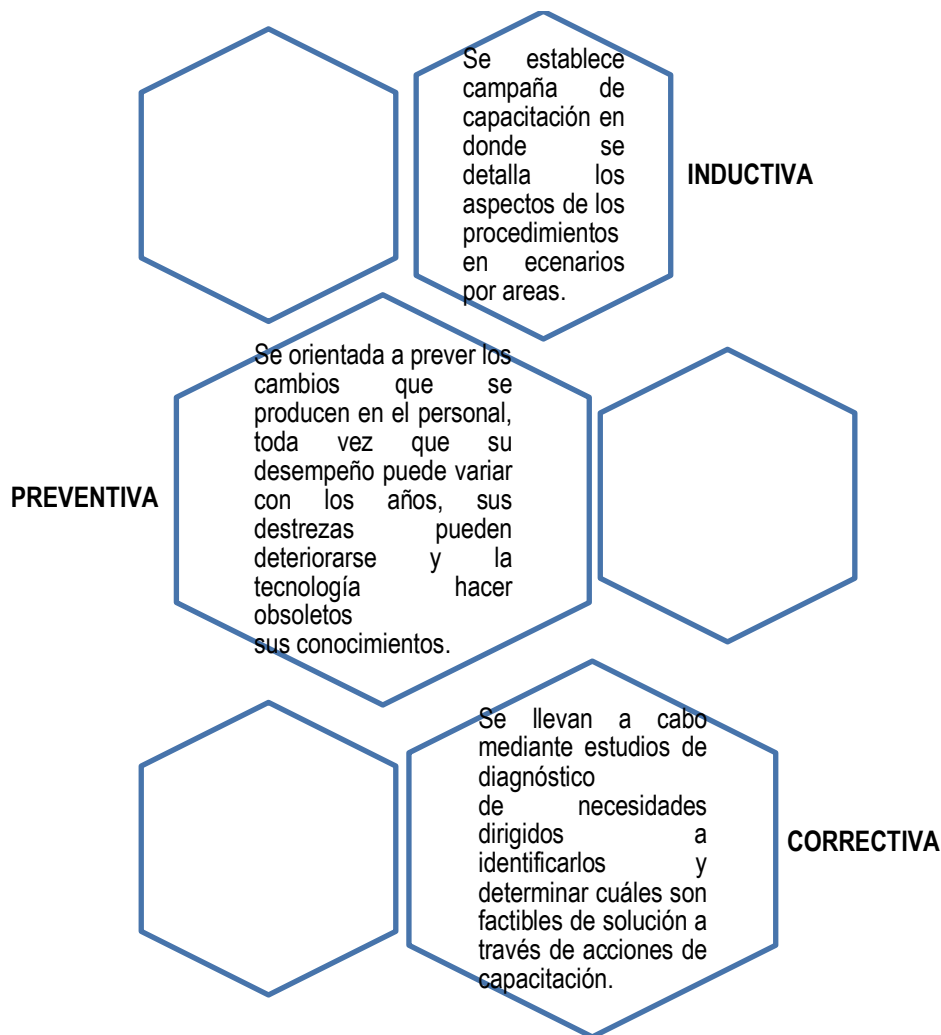 Se establece
campaña de
capacitación en
donde se
detalla los
aspectos de los
procedimientos
en ecenarios
por areas.
INDUCTIVA
Se orientada a prever los
cambios que se
producen en el personal,
toda vez que su
desempeño puede variar
con los años, sus
destrezas pueden
deteriorarse y la
tecnología hacer
obsoletos
sus conocimientos.
PREVENTIVA
Se llevan a cabo
mediante estudios de
diagnóstico
de necesidades
dirigidos a
identificarlos y
determinar cuáles son
factibles de solución a
través de acciones de
capacitación.
CORRECTIVA